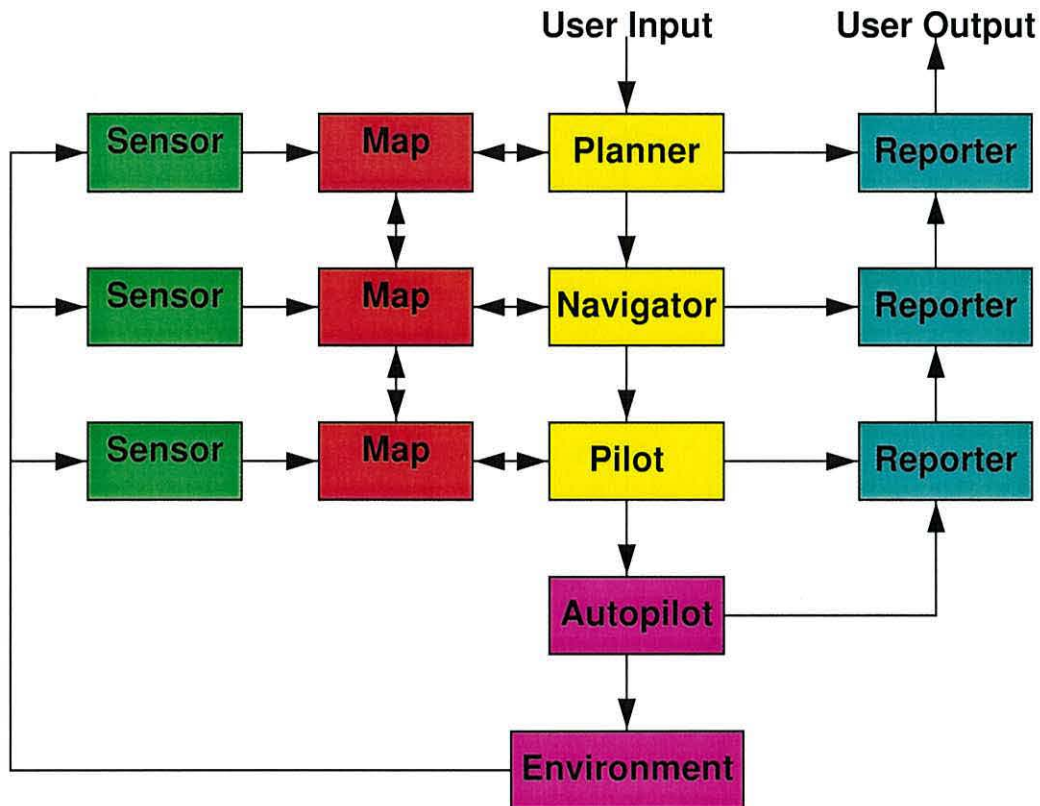 User Input
User Output
Sensor
Map
Planner
Reporter
Sensor
Map
Navigator
Reporter
Sensor
Map
Pilot
Reporter
Autopilot
Environment